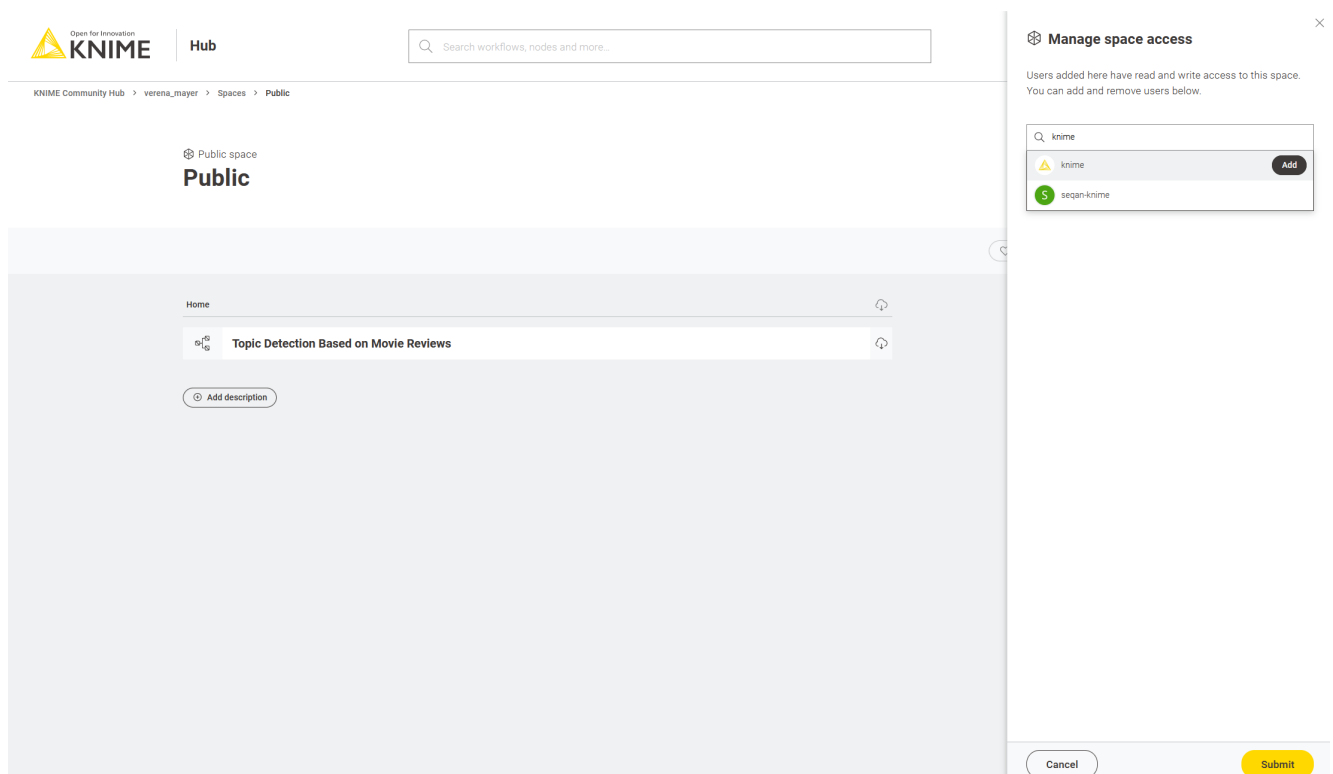 Open for Innovation
KNIME
Hub
Search workflows, nodes and more...
KNIME Community Hub > verena_mayer > Spaces > Public
Public space
Public
Home
Topic Detection Based on Movie Reviews
Add description
Manage space access
Users added here have read and write access to this space.
You can add and remove users below.
knime
knime Add
S seqan-knime
Cancel Submit